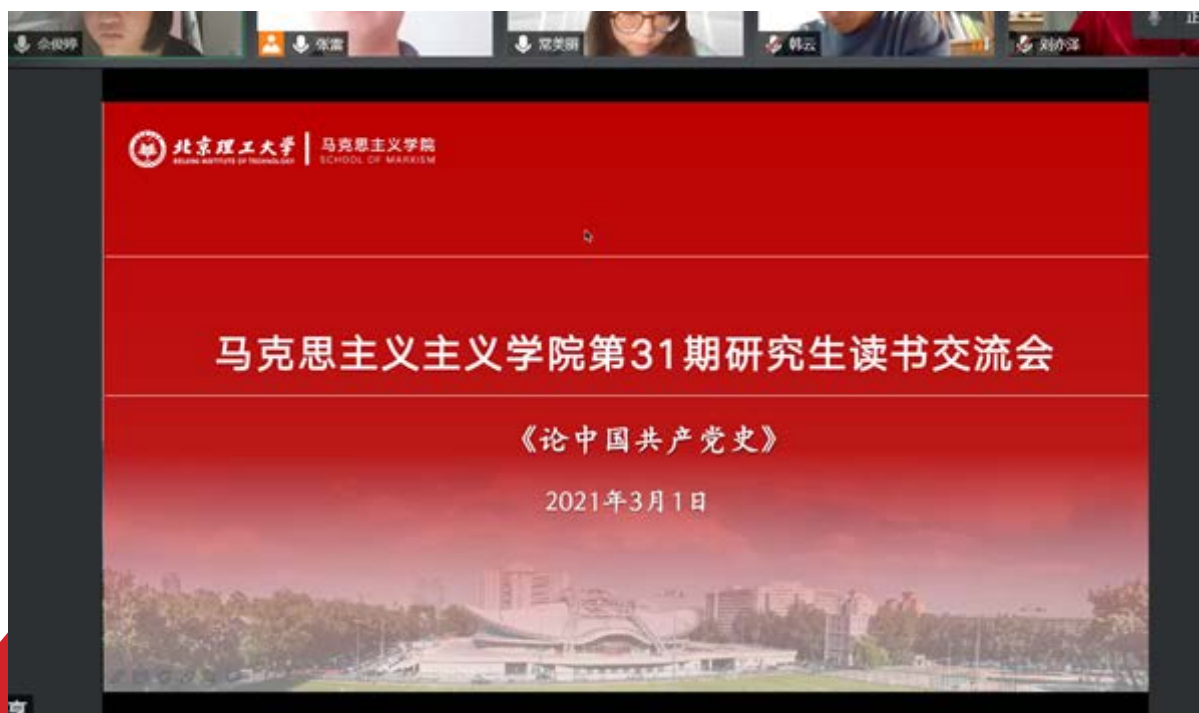 余俊婷
张雷
常美丽
韩云
刘亦泽
北京理工大学
BEIJING INSTITUTE OF TECHNOLOGY
马克思主义学院
SCHOOL OF MARXISM
马克思主义主义学院第31期研究生读书交流会
《论中国共产党史》
2021年3月1日